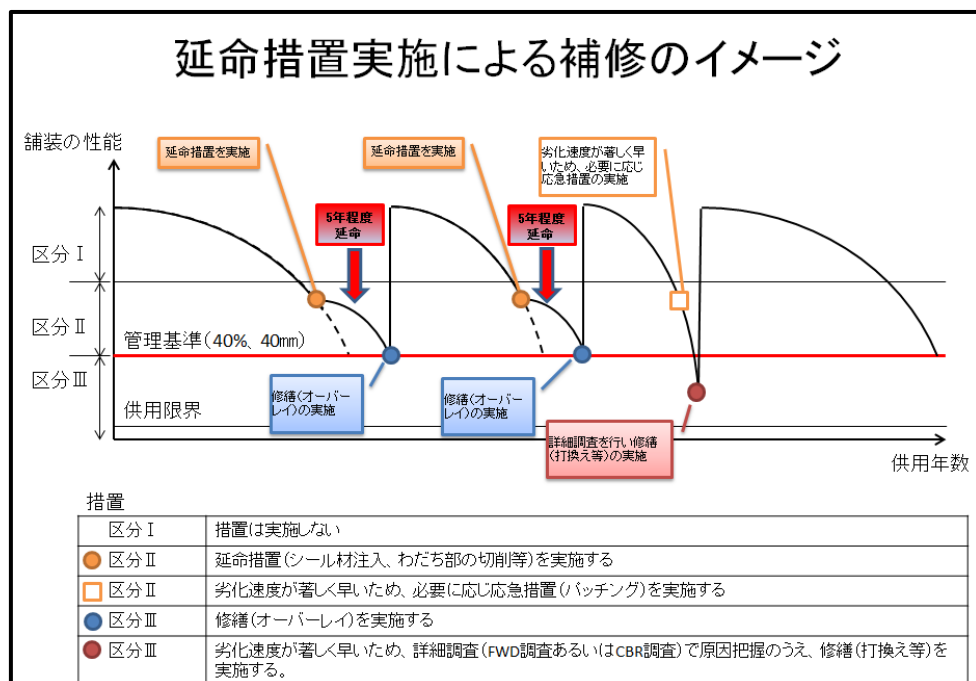 延命措置実施による補修のイメージ
舗装の性能
延命措置を実施
延命措置を実施
劣化速度が著しく早
いため、必要に応じ
応急措置の実施
5年程度
延命
5年程度
延命
区分Ⅰ
区分Ⅱ
管理基準(40%、40mm)
区分Ⅲ
供用限界
修繕(オーバー
レイ)の実施
修繕(オーバー
レイ)の実施
詳細調査を行い修繕
(打換え等)の実施
供用年数
措置
区分Ⅰ 措置は実施しない
区分Ⅱ 延命措置(シール材注入、わだち部の切削等)を実施する
区分Ⅱ 劣化速度が著しく早いため、必要に応じ応急措置(パッチング)を実施する
区分Ⅲ 修繕(オーバーレイ)を実施する
区分Ⅲ 劣化速度が著しく早いため、詳細調査(FWD調査あるいはCBR調査)で原因把握のうえ、修繕(打換え等)を
実施する。